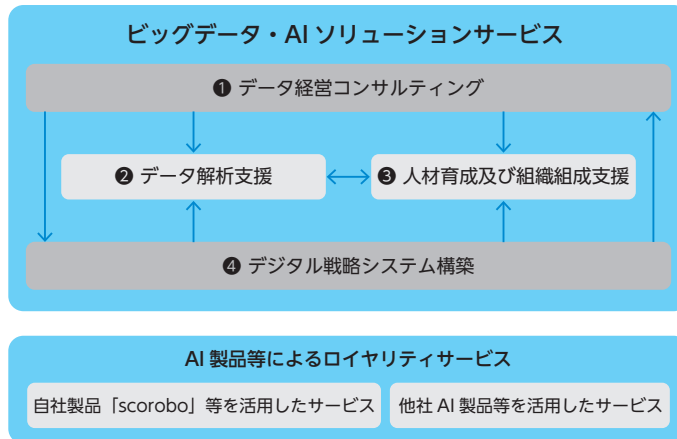 ビッグデータ・AI ソリューションサービス
❶ データ経営コンサルティング
❷ データ解析支援
❸ 人材育成及び組織組成支援
❹ デジタル戦略システム構築
AI 製品等によるロイヤリティサービス
自社製品「scorobo」等を活用したサービス
他社 AI 製品等を活用したサービス